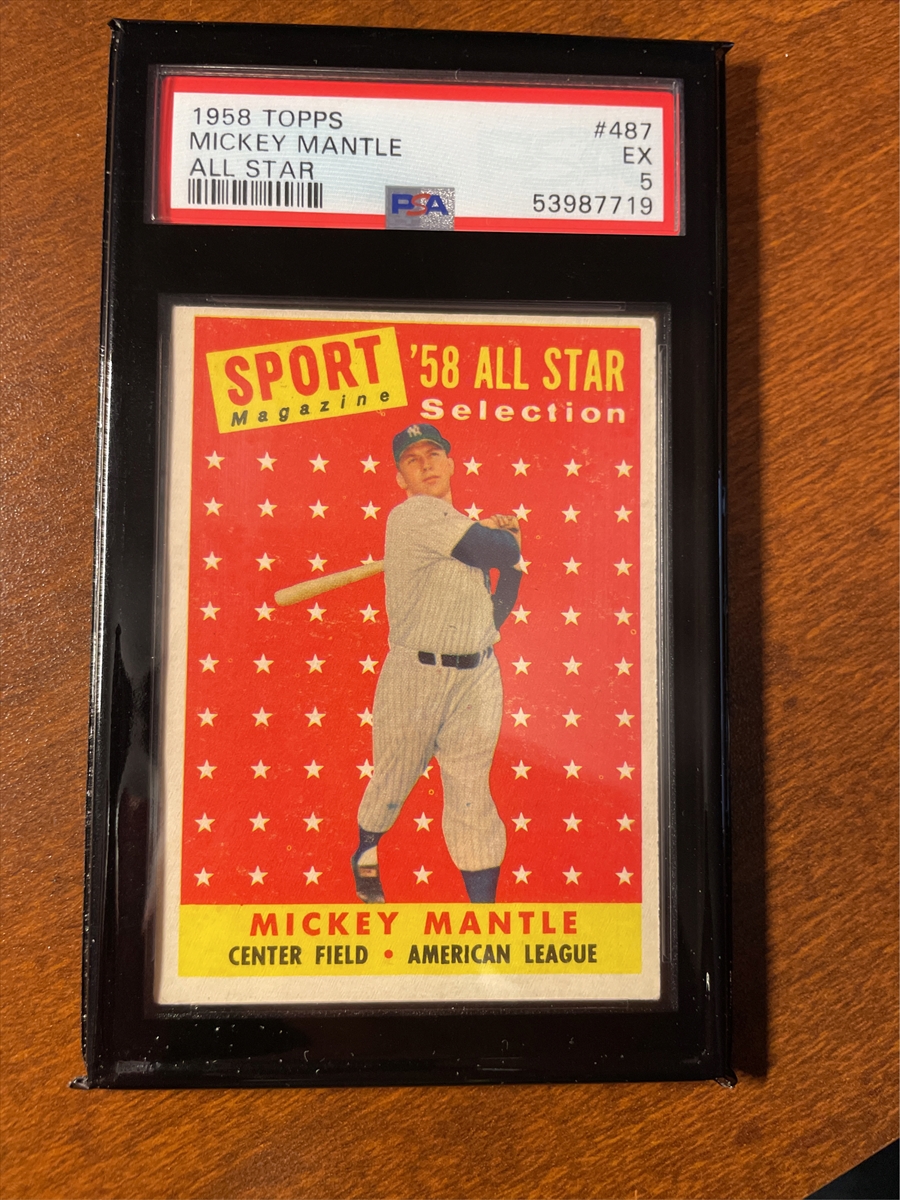 1958 TOPPS #487
MICKEY MANTLE EX
ALL STAR 5
PSA 53987719
SPORT
Magazine
'58 ALL STAR
Selection
NY
MICKEY MANTLE
CENTER FIELD • AMERICAN LEAGUE